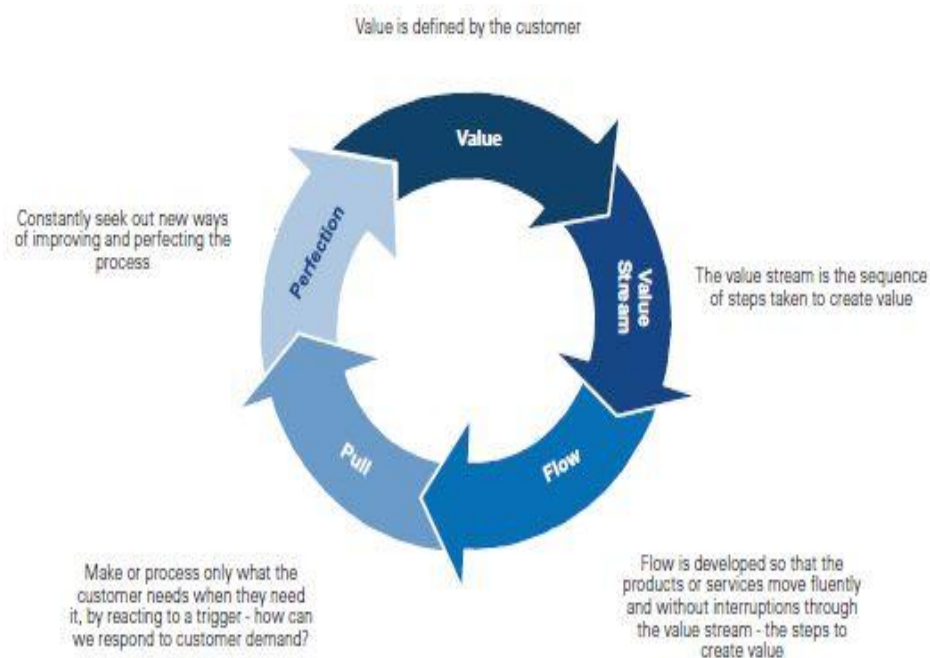 Value is defined by the customer
Value
Value
Stream
The value stream is the sequence
of steps taken to create value
Flow
Flow is developed so that the
products or services move fluently
and without interruptions through
the value stream - the steps to
create value
Pull
Make or process only what the
customer needs when they need
it, by reacting to a trigger - how can
we respond to customer demand?
Perfection
Constantly seek out new ways
of improving and perfecting the
process